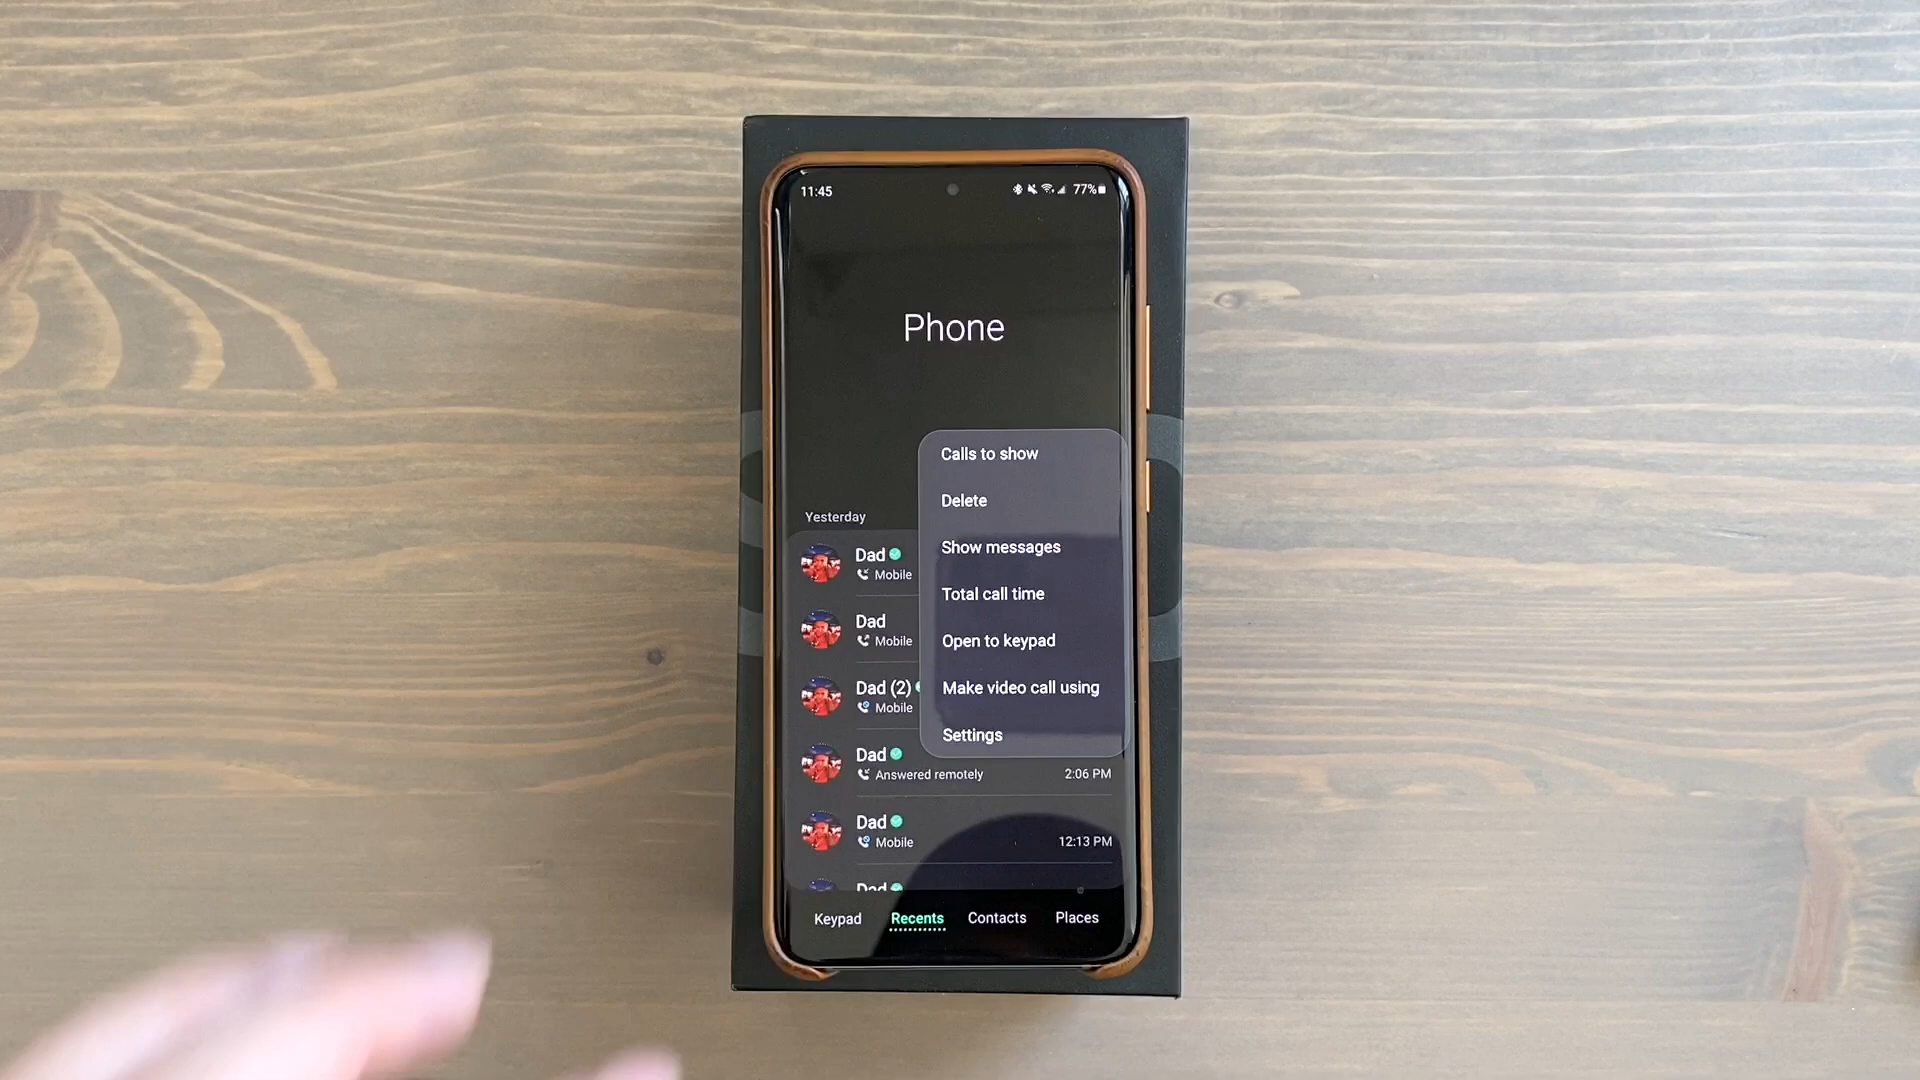 11:45
77%
Phone
Calls to show
Delete
Show messages
Total call time
Open to keypad
Make video call using
Settings
Yesterday
Dad
Mobile
Dad
Mobile
Dad (2)
Mobile
Dad
Answered remotely 2:06 PM
Dad
Mobile 12:13 PM
Dad
Keypad Recents Contacts Places